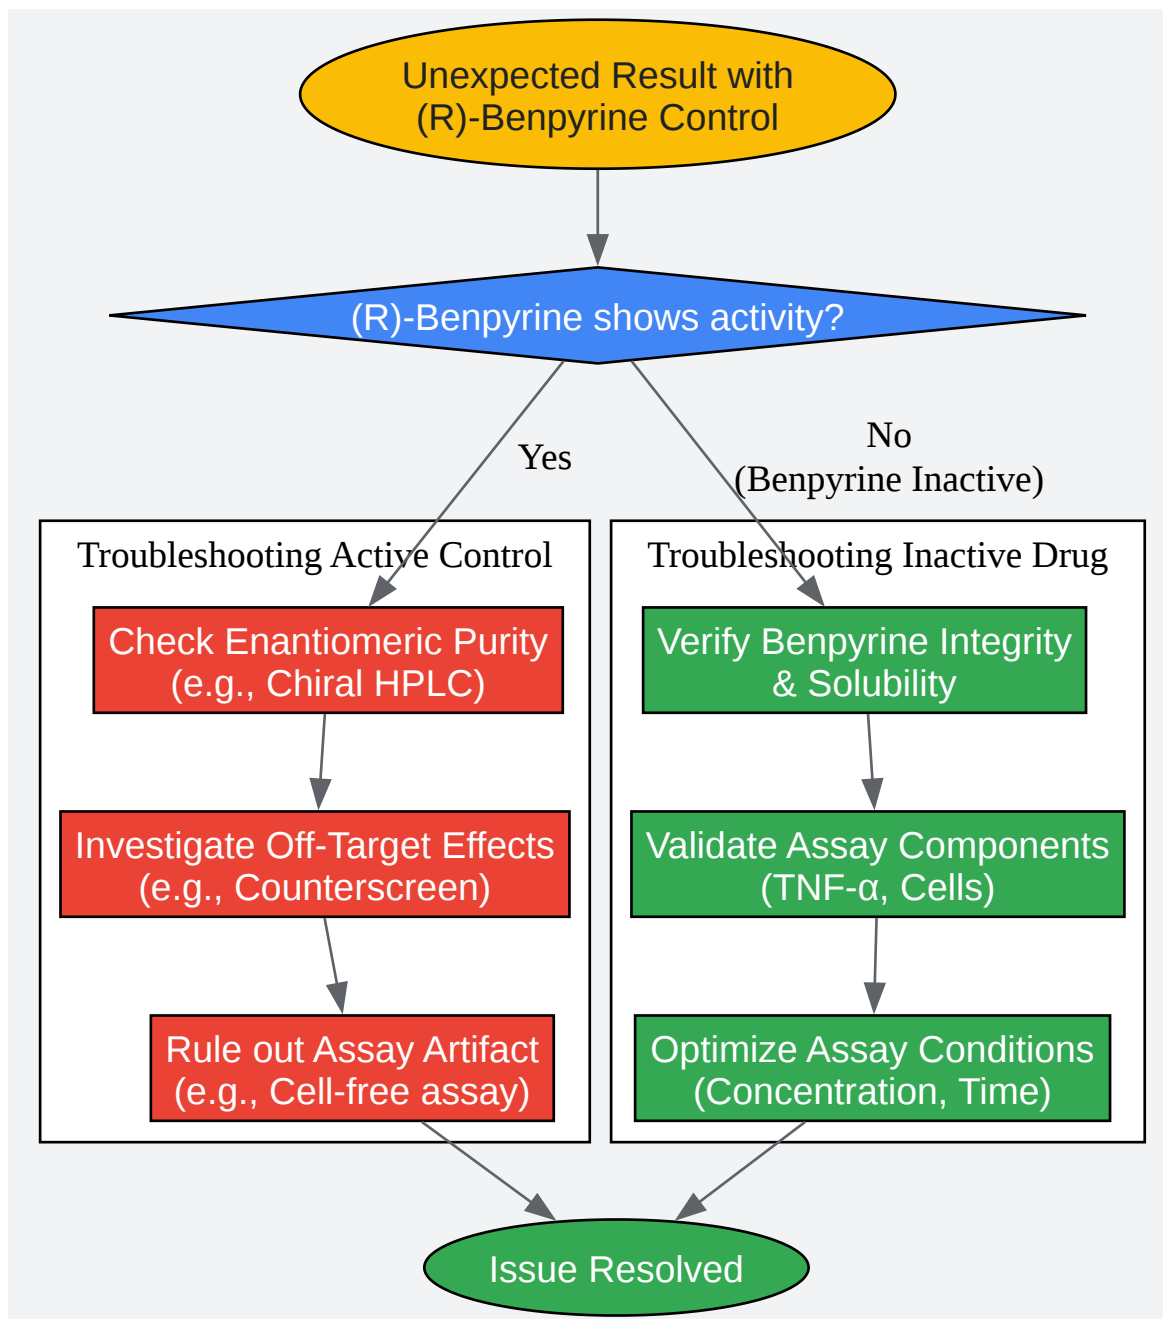 Unexpected Result with
(R)-Benpyrine Control
(R)-Benpyrine shows activity?
Yes
No
(Benpyrine Inactive)
Troubleshooting Active Control
Check Enantiomeric Purity
(e.g., Chiral HPLC)
Investigate Off-Target Effects
(e.g., Counterscreen)
Rule out Assay Artifact
(e.g., Cell-free assay)
Troubleshooting Inactive Drug
Verify Benpyrine Integrity
& Solubility
Validate Assay Components
(TNF-α, Cells)
Optimize Assay Conditions
(Concentration, Time)
Issue Resolved